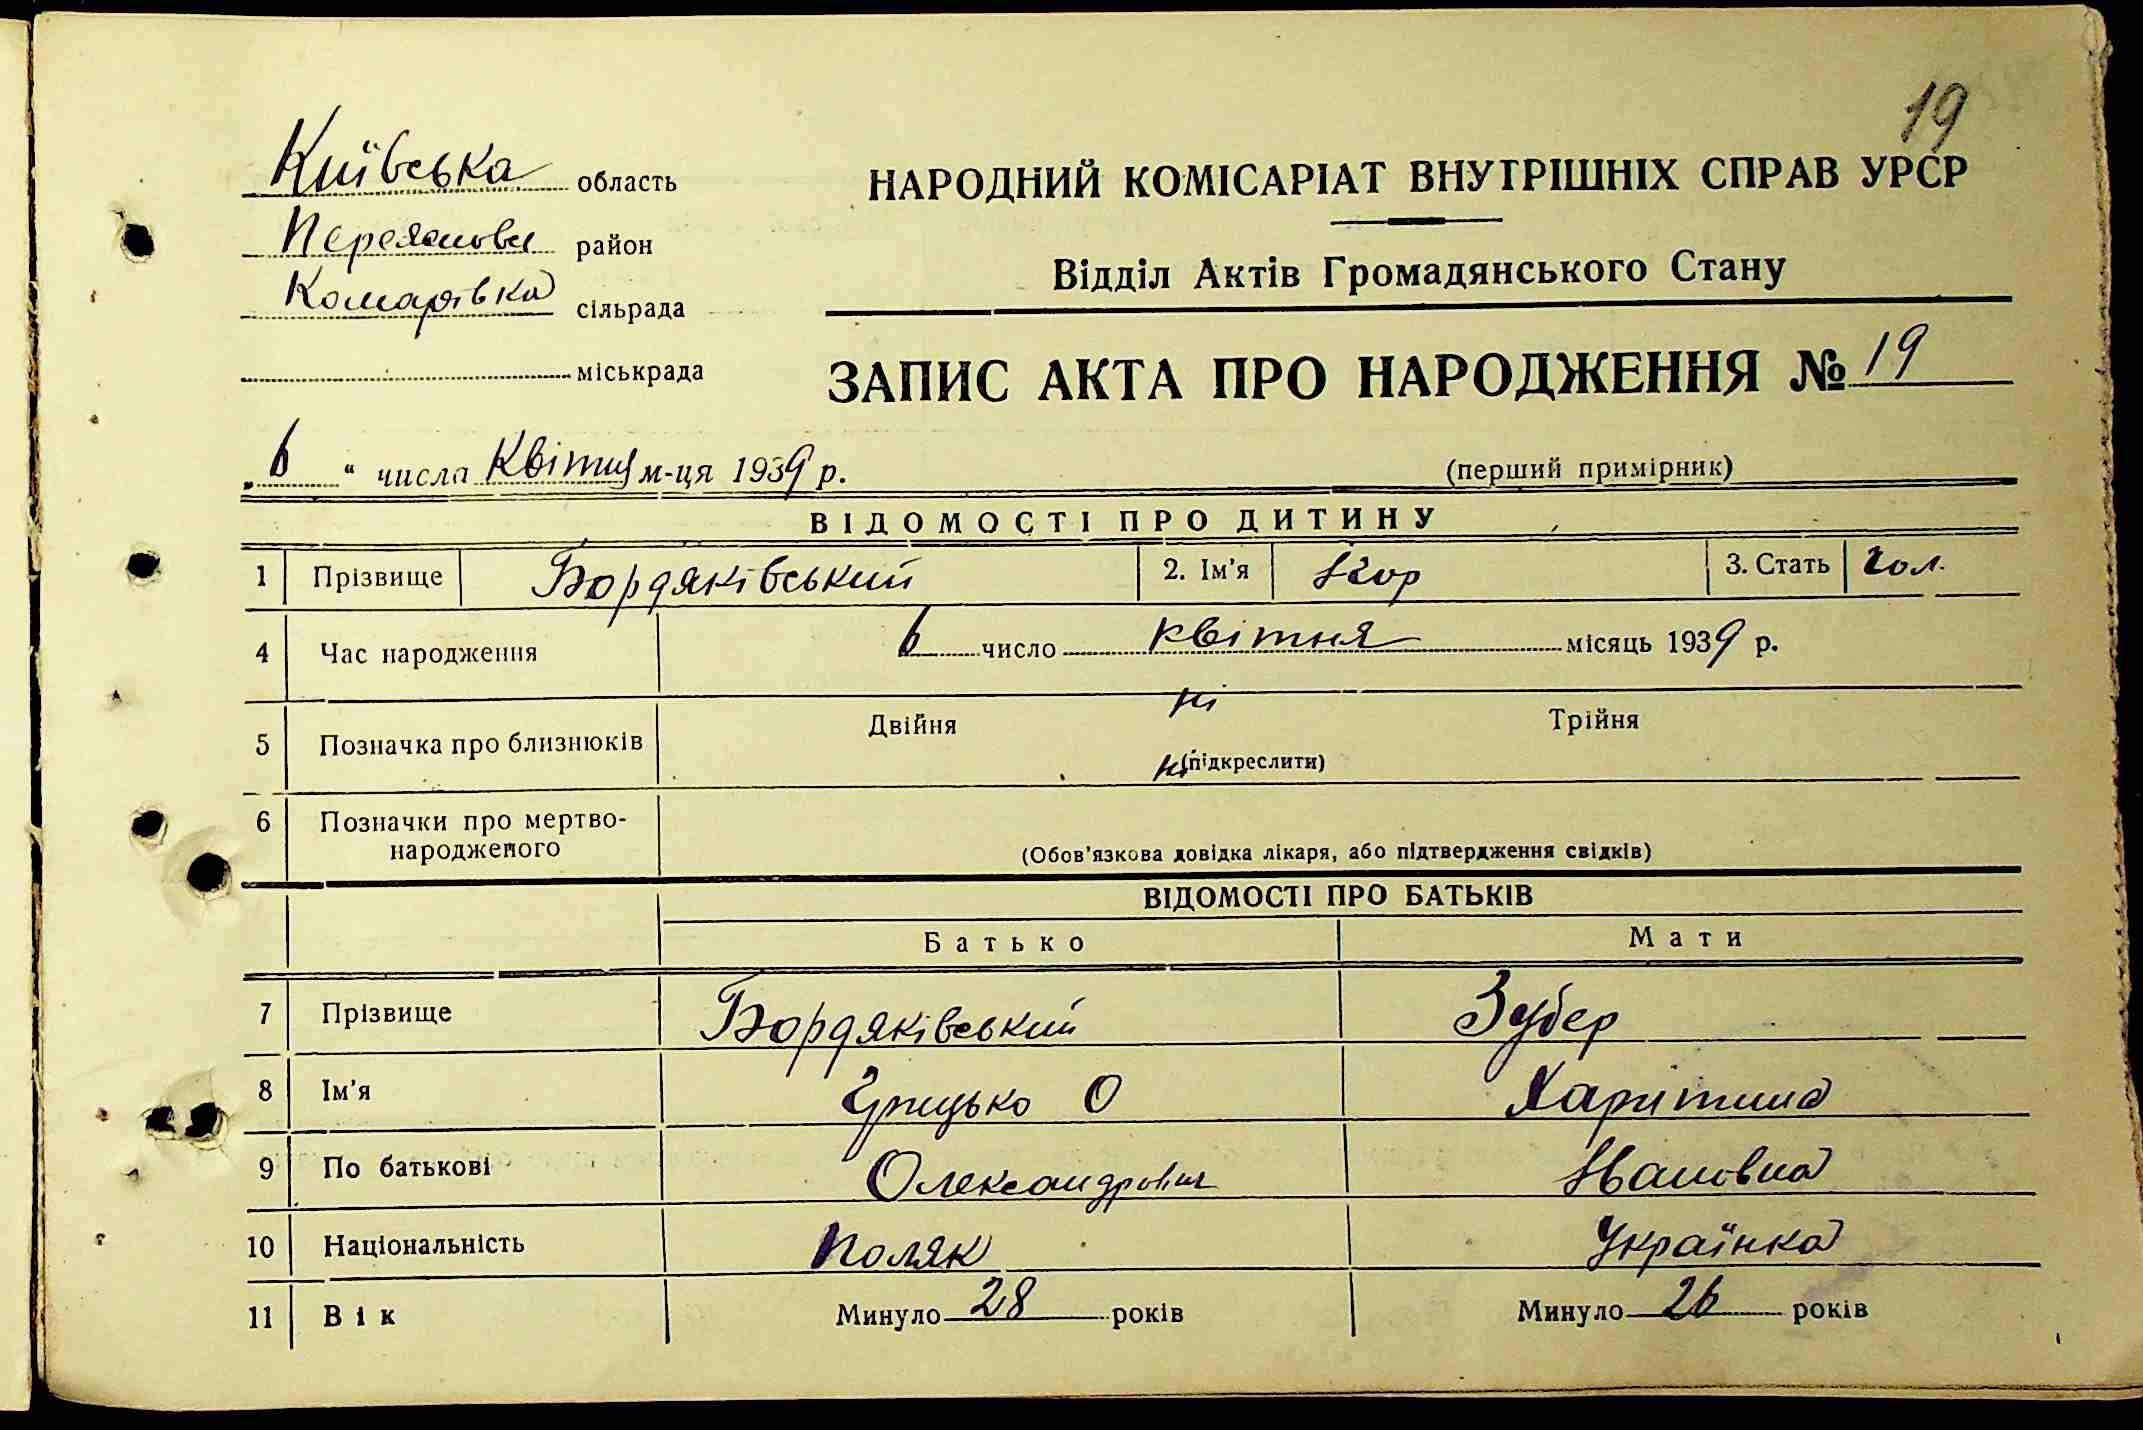 19
Київська область
НАРОДНИЙ КОМІСАРІАТ ВНУТРІШНІХ СПРАВ УРСР
район
Відділ Актів Громадянського Стану
Комарівка сільрада
міськрада
ЗАПИС АКТА ПРО НАРОДЖЕННЯ № 19
„6“ числа Квітня м-ця 1939 р.
(перший примірник)
ВІДОМОСТІ ПРО ДИТИНУ
1 Прізвище Бордяківський 2. Ім'я Ігор 3. Стать Чол.
4 Час народження 6 число квітня місяць 1939 р.
ні
5 Позначка про близнюків Двійня Трійня
ні (підкреслити)
6 Позначки про мертво-
народженого
(Обов'язкова довідка лікаря, або підтвердження свідків)
ВІДОМОСТІ ПРО БАТЬКІВ
Батько Мати
7 Прізвище Бордяківський Зубер
8 Ім'я Грицько О Харитина
9 По батькові Олександрович Івановна
10 Національність Поляк Українка
11 Вік Минуло 28 років Минуло 26 років